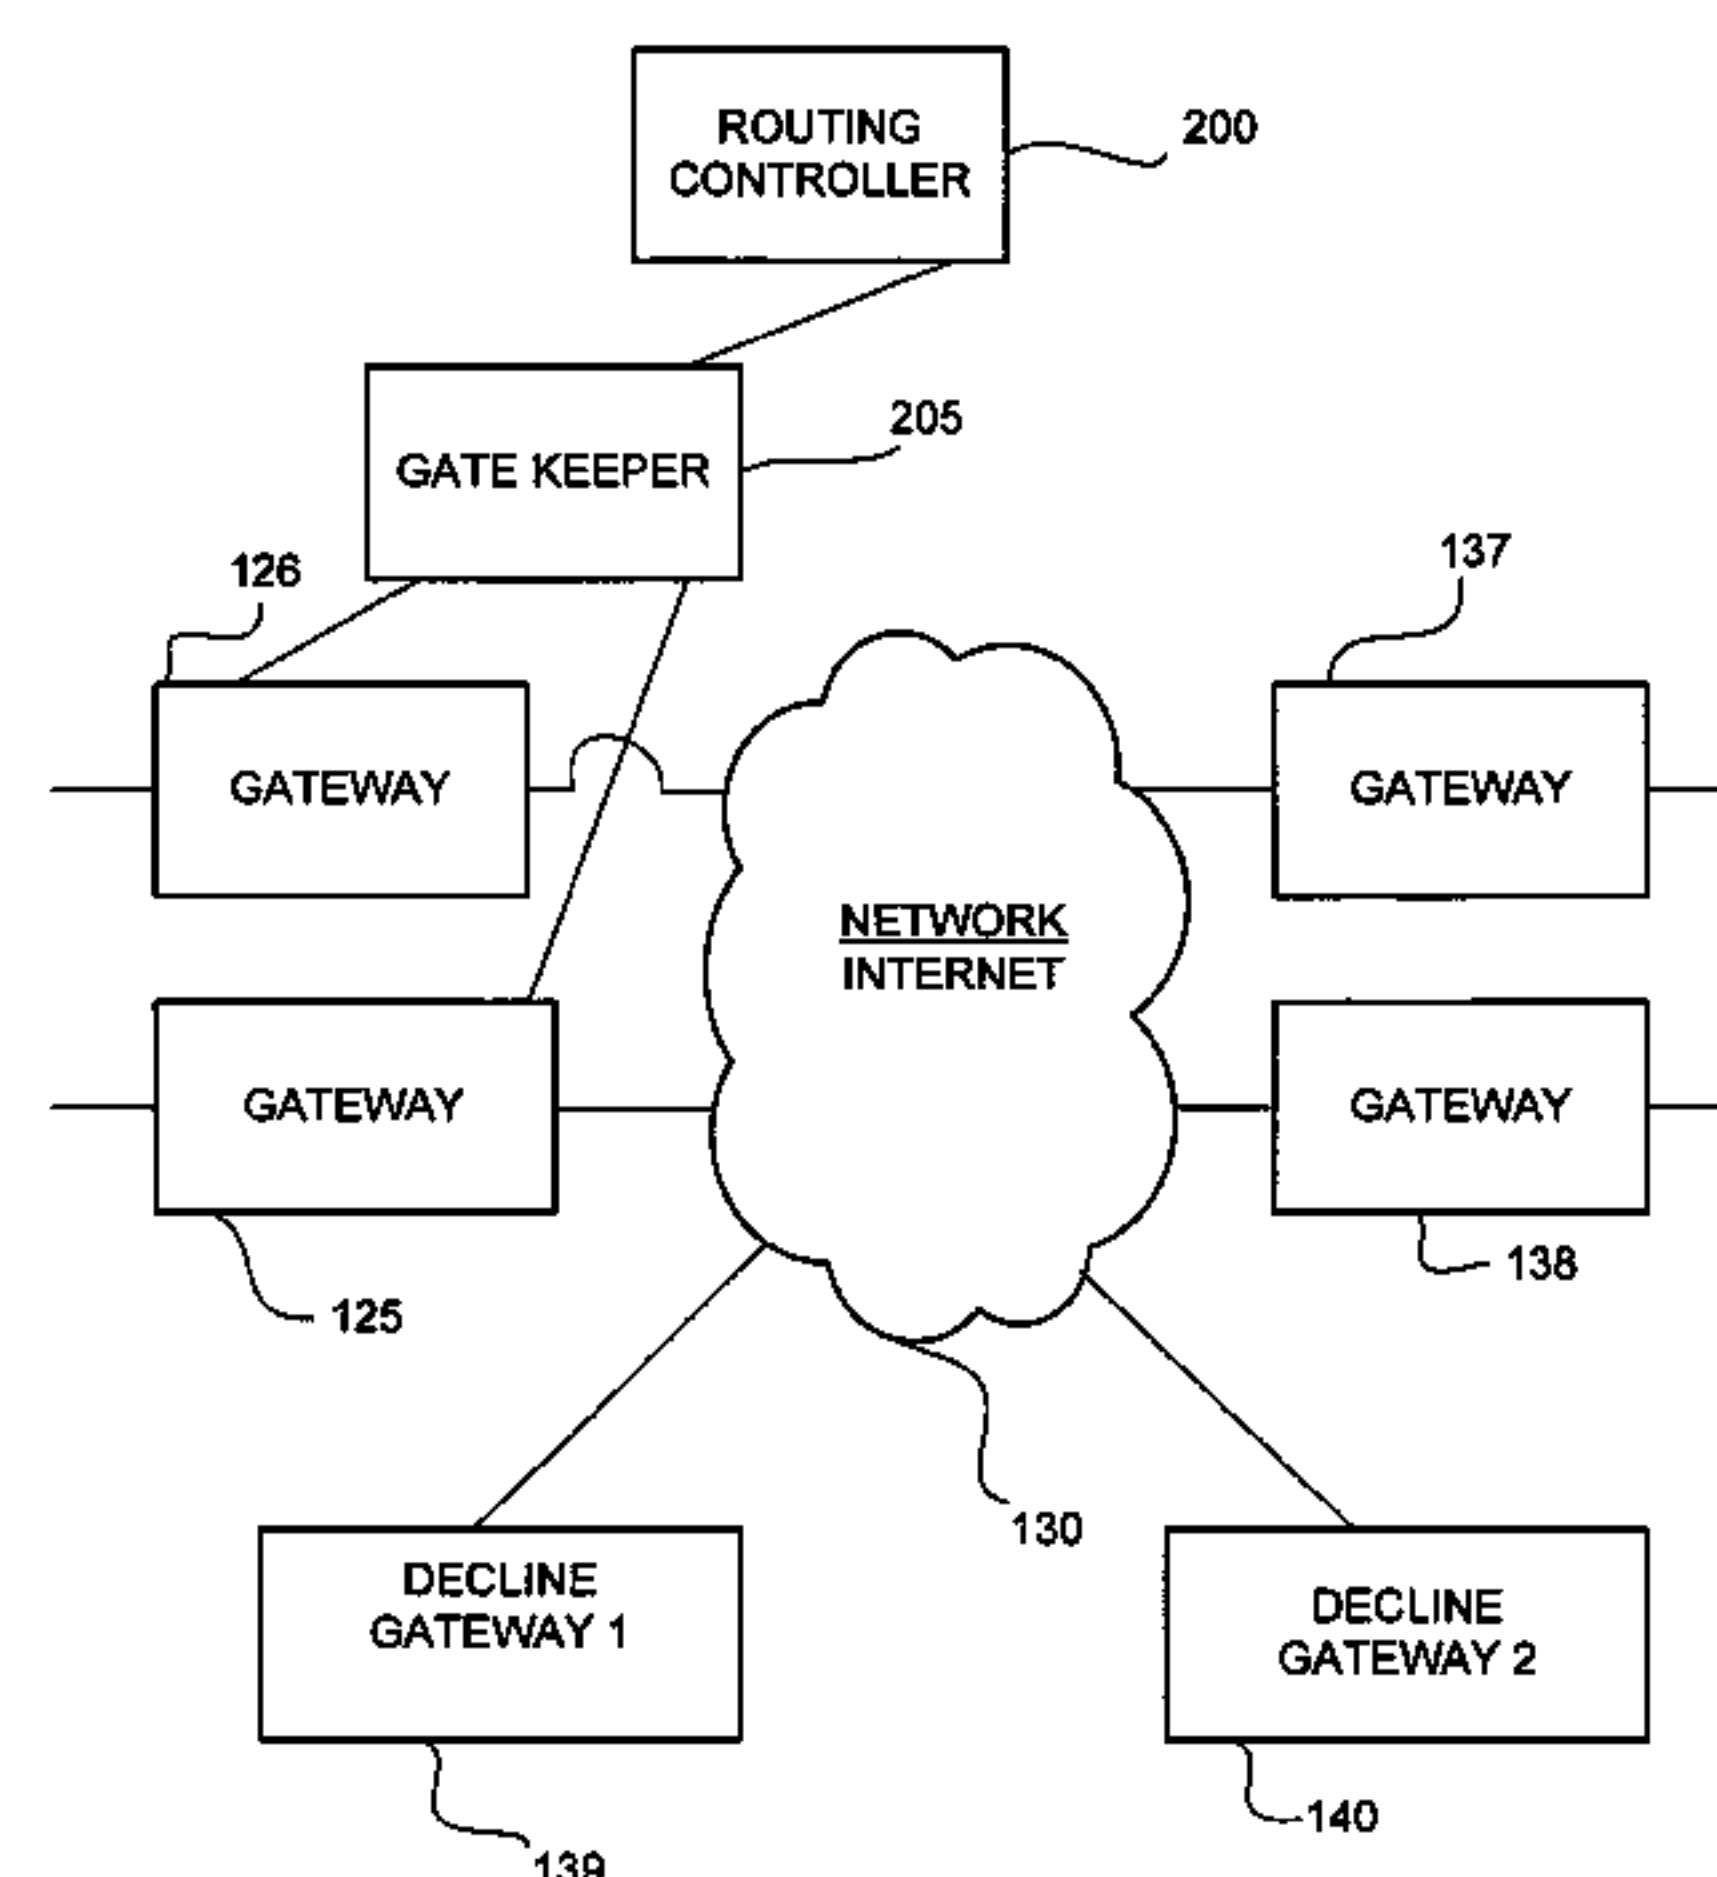 ROUTING
CONTROLLER
200
GATE KEEPER
205
126
137
GATEWAY
GATEWAY
NETWORK
INTERNET
GATEWAY
GATEWAY
138
125
130
DECLINE
GATEWAY 1
DECLINE
GATEWAY 2
140
139